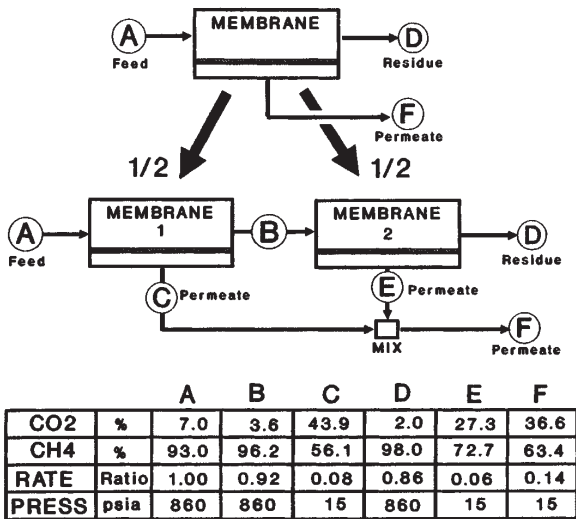 MEMBRANE
A
D
Feed
Residue
F
Permeate
1/2
1/2
MEMBRANE
1
MEMBRANE
2
A
B
D
Feed
Residue
C Permeate
E Permeate
F
MIX
Permeate
A B C D E F
CO2 % 7.0 3.6 43.9 2.0 27.3 36.6
CH4 % 93.0 96.2 56.1 98.0 72.7 63.4
RATE Ratio 1.00 0.92 0.08 0.86 0.06 0.14
PRESS psia 860 860 15 860 15 15